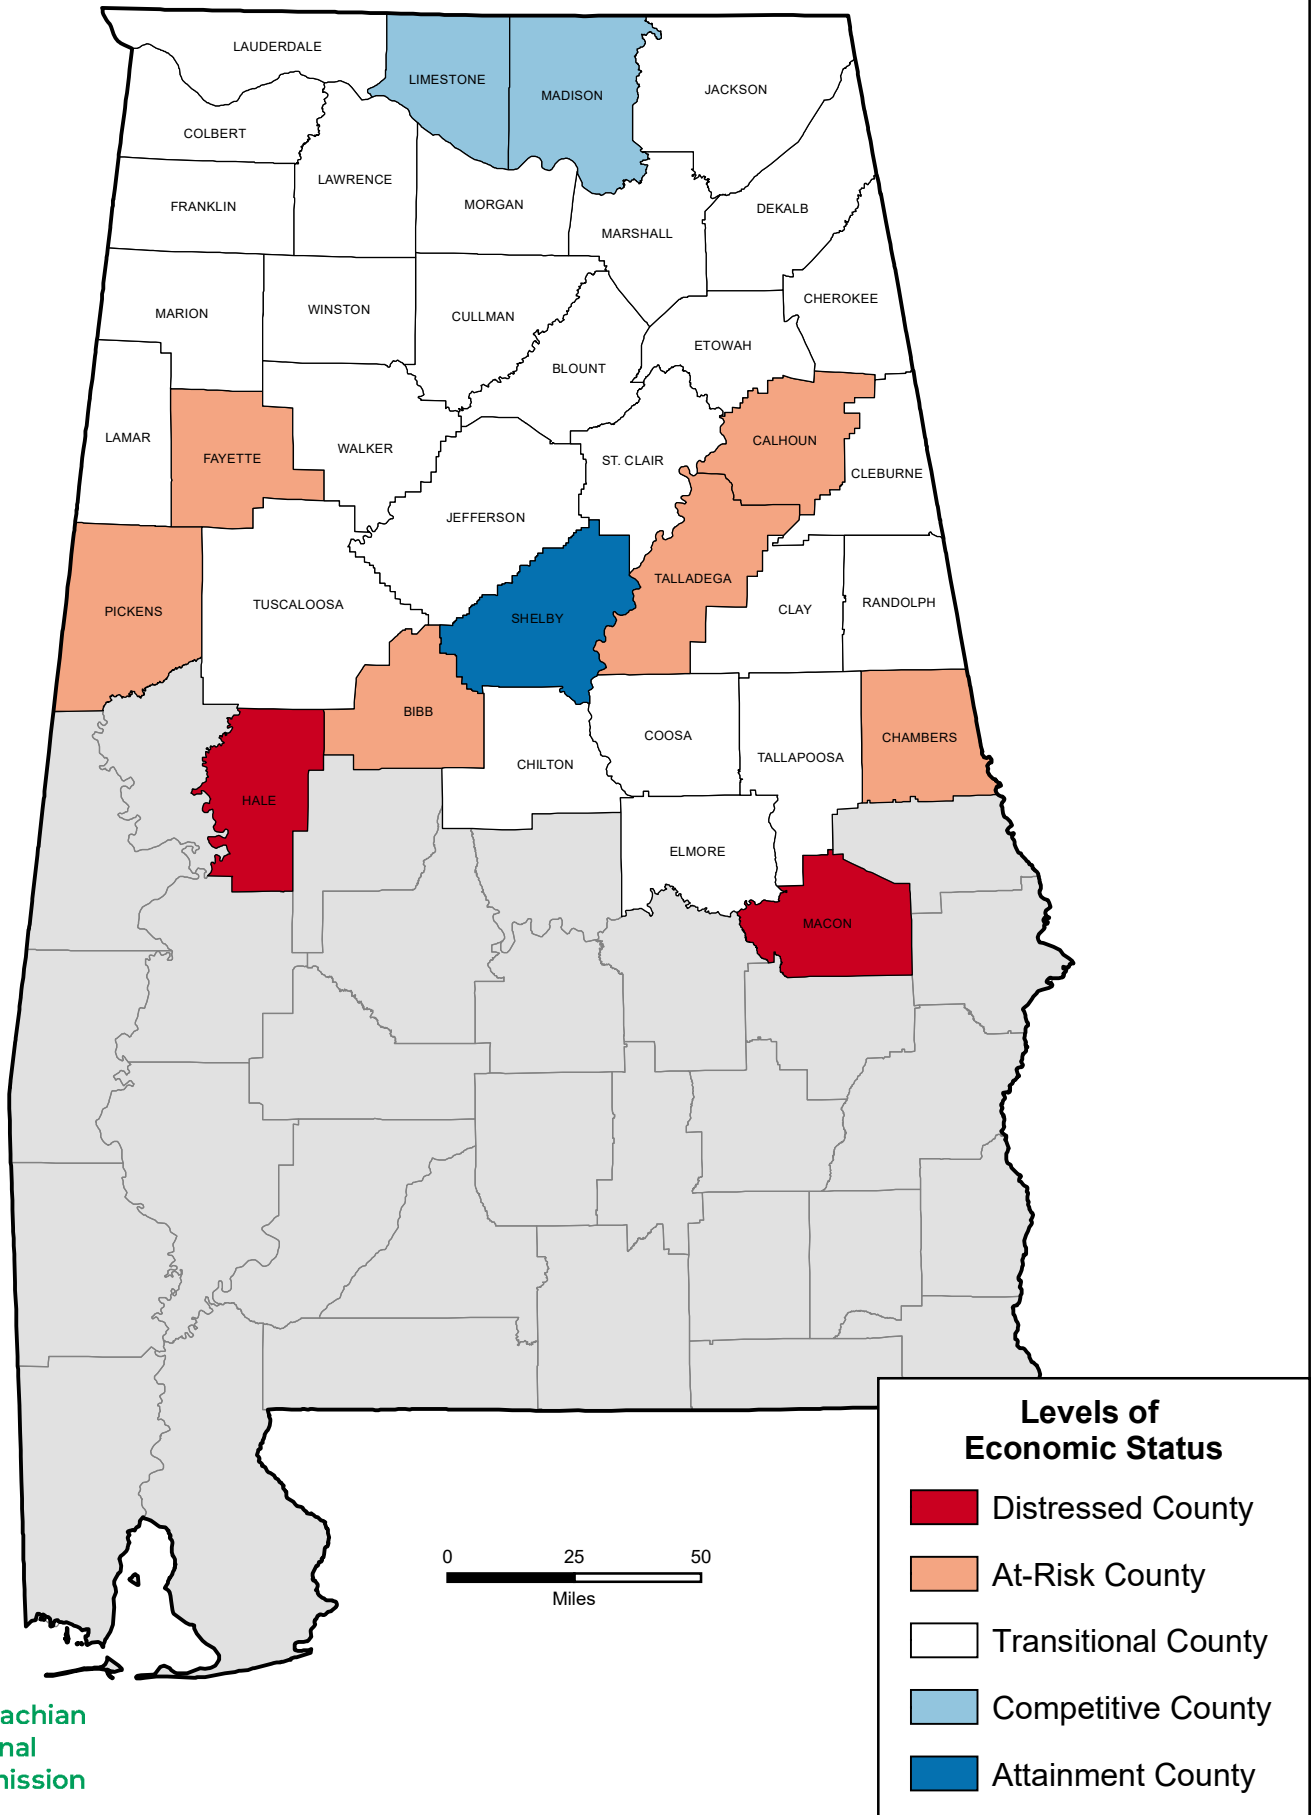 LAUDERDALE
LIMESTONE
MADISON
JACKSON
COLBERT
LAWRENCE
FRANKLIN
MORGAN
DEKALB
MARSHALL
CHEROKEE
MARION
WINSTON
CULLMAN
ETOWAH
BLOUNT
LAMAR
FAYETTE
WALKER
ST. CLAIR
CALHOUN
CLEBURNE
JEFFERSON
TALLADEGA
PICKENS
TUSCALOOSA
SHELBY
CLAY
RANDOLPH
BIBB
COOSA
CHAMBERS
TALLAPOOSA
CHILTON
HALE
ELMORE
MACON
Levels of
Economic Status
Distressed County
At-Risk County
Transitional County
Competitive County
Attainment County
0 25 50
Miles
achian
nal
nission